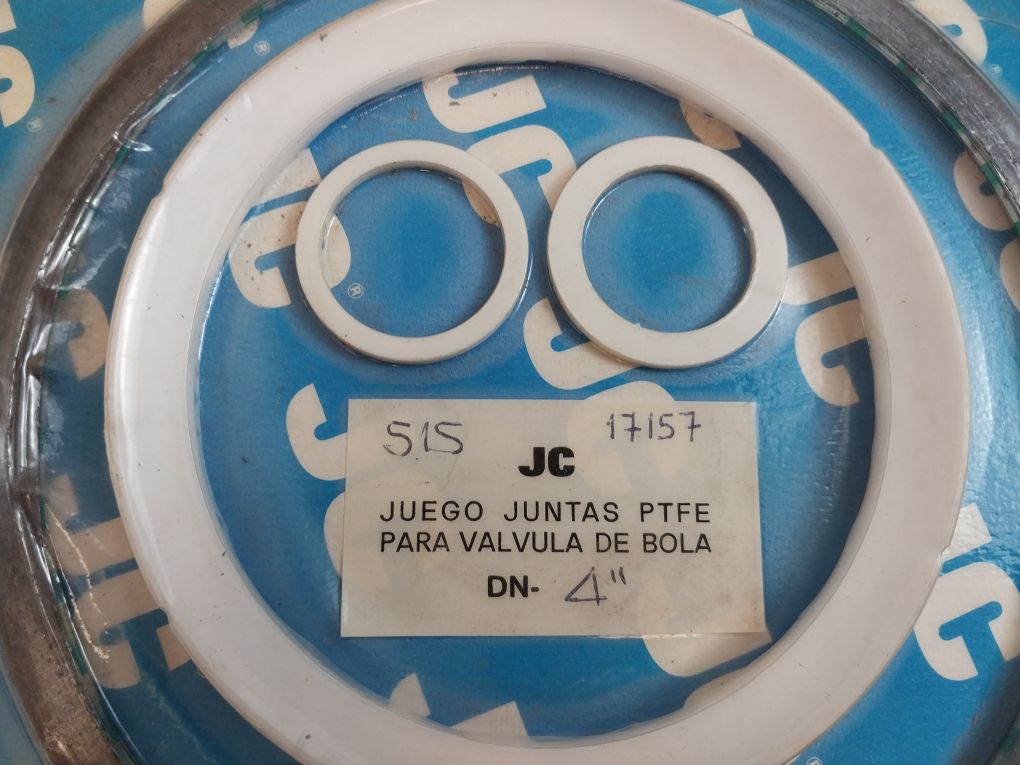 515 17157
JC
JUEGO JUNTAS PTFE
PARA VALVULA DE BOLA
DN- 4"